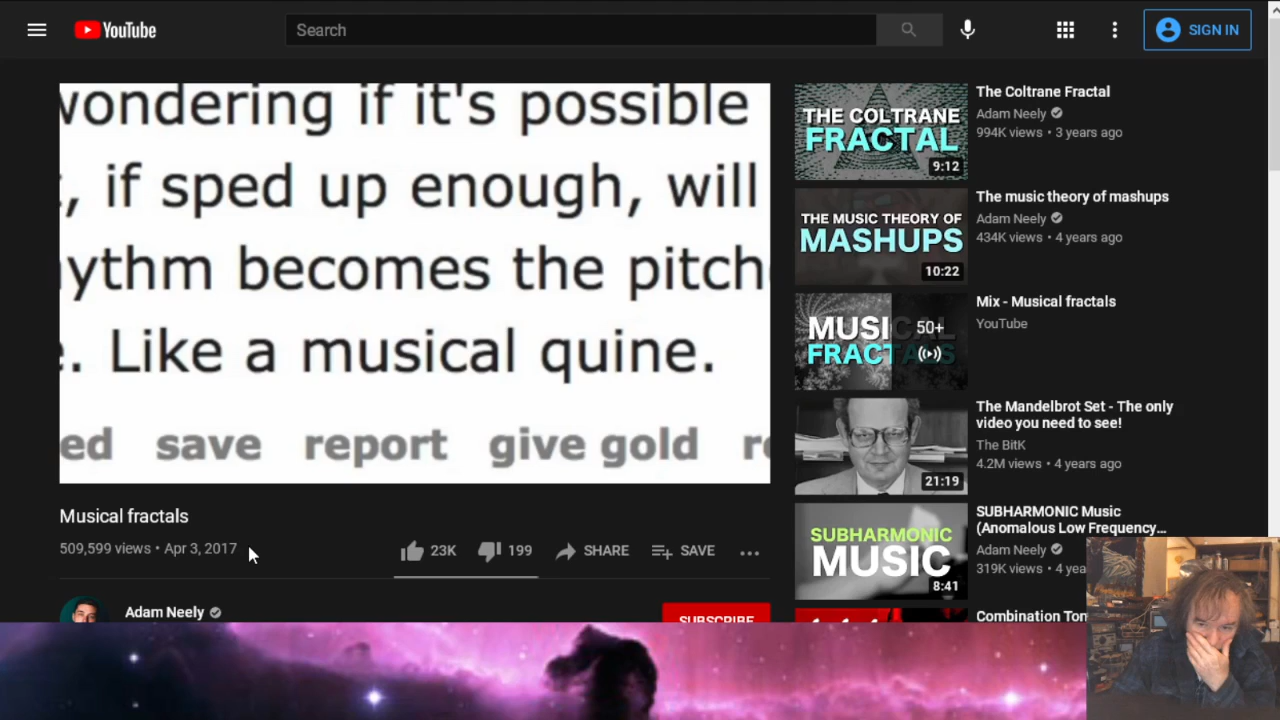 YouTube
Search
SIGN IN
wondering if it's possible
, if sped up enough, will
ythm becomes the pitch
. Like a musical quine.
ed save report give gold
Musical fractals
509,599 views • Apr 3, 2017
23K 199 SHARE SAVE
Adam Neely
SUBSCRIBE
THE COLTRANE
FRACTAL
9:12
The Coltrane Fractal
Adam Neely
994K views • 3 years ago
THE MUSIC THEORY OF
MASHUPS
10:22
The music theory of mashups
Adam Neely
434K views • 4 years ago
MUSICAL
FRACTALS
50+
Mix - Musical fractals
YouTube
21:19
The Mandelbrot Set - The only
video you need to see!
The BitK
4.2M views • 4 years ago
SUBHARMONIC
MUSIC
8:41
SUBHARMONIC Music
(Anomalous Low Frequency...
Adam Neely
319K views • 4 yea
Combination Ton